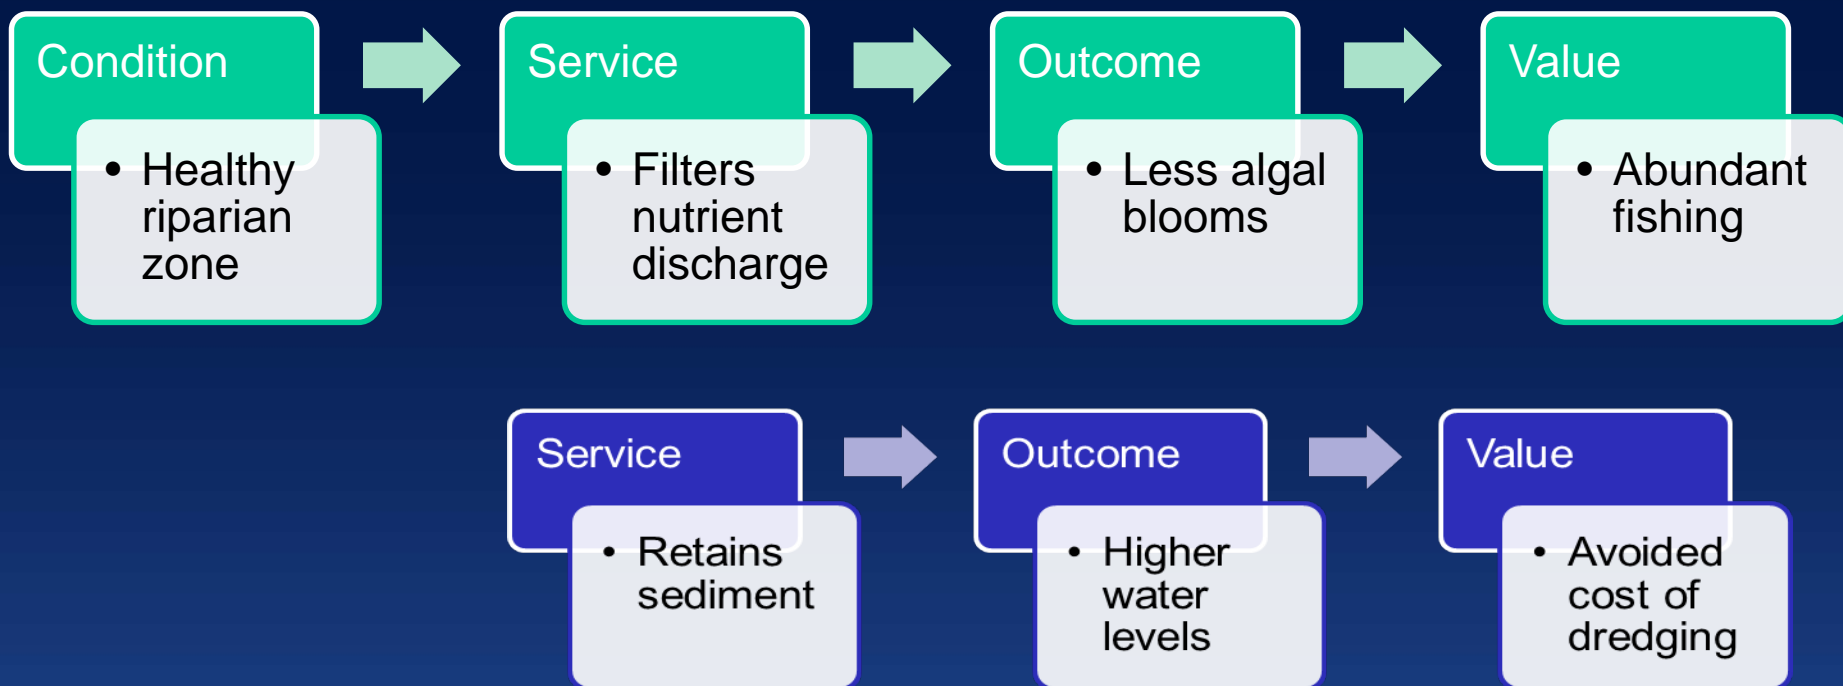 Condition
• Healthy
riparian
zone
Service
• Filters
nutrient
discharge
Outcome
• Less algal
blooms
Value
• Abundant
fishing
Service
• Retains
sediment
Outcome
• Higher
water
levels
Value
• Avoided
cost of
dredging